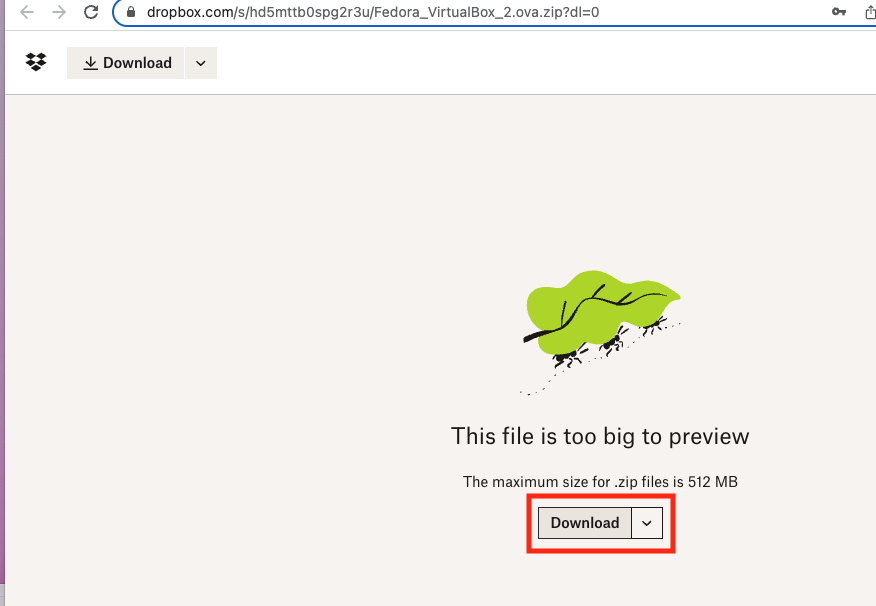 dropbox.com/s/hd5mttb0spg2r3u/Fedora_VirtualBox_2.ova.zip?dl=0
Download
This file is too big to preview
The maximum size for .zip files is 512 MB
Download